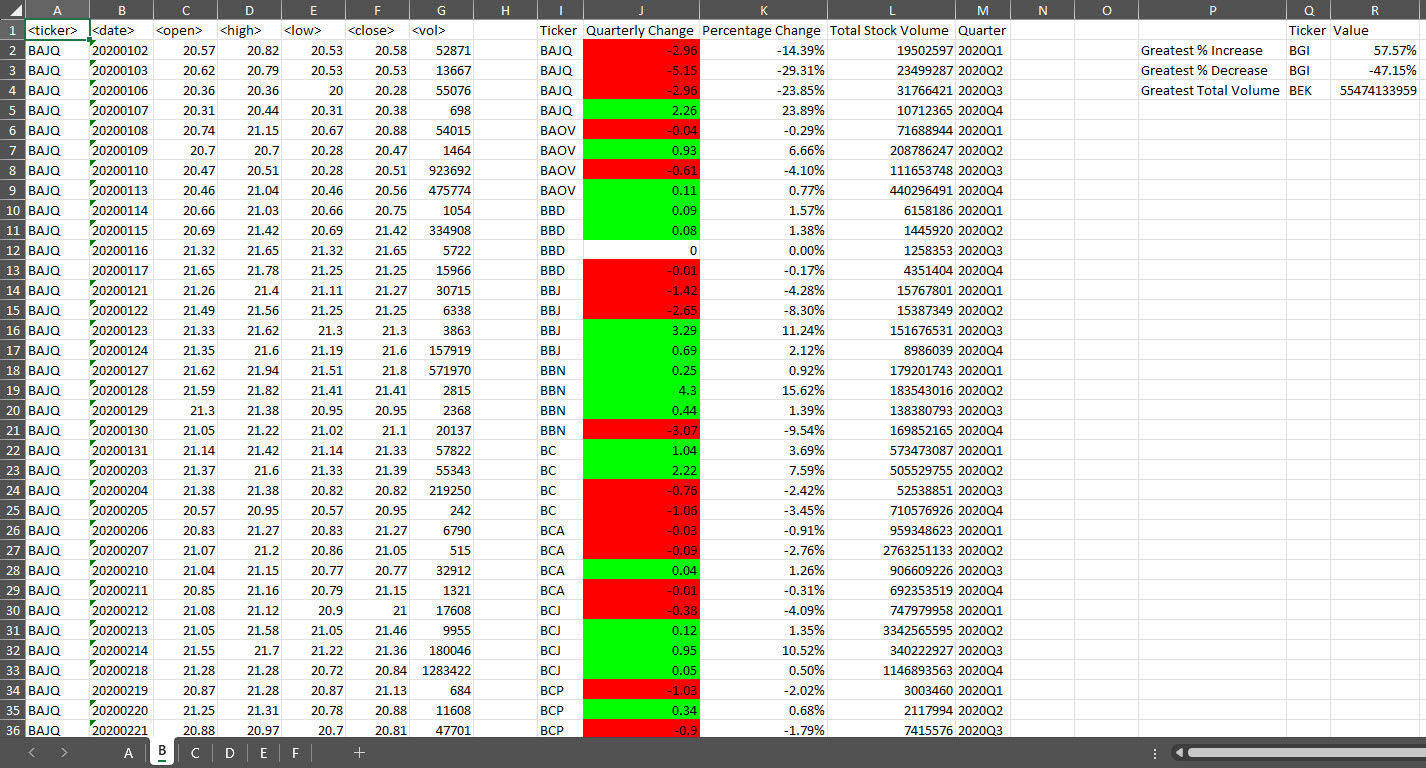 A B C D E F G H I J K L M N O P Q R
1 <ticker> <date> <open> <high> <low> <close> <vol> Ticker Quarterly Change Percentage Change Total Stock Volume Quarter Ticker Value
2 BAJQ 20200102 20.57 20.82 20.53 20.58 52871 BAJQ -2.96 -14.39% 19502597 2020Q1 Greatest % Increase BGI 57.57%
3 BAJQ 20200103 20.62 20.79 20.53 20.53 13667 BAJQ -5.15 -29.31% 23499287 2020Q2 Greatest % Decrease BGI -47.15%
4 BAJQ 20200106 20.36 20.36 20 20.28 55076 BAJQ -2.96 -23.85% 31766421 2020Q3 Greatest Total Volume BEK 55474133959
5 BAJQ 20200107 20.31 20.44 20.31 20.38 698 BAJQ 2.26 23.89% 10712365 2020Q4
6 BAJQ 20200108 20.74 21.15 20.67 20.88 54015 BAOV -0.04 -0.29% 71688944 2020Q1
7 BAJQ 20200109 20.7 20.7 20.28 20.47 1464 BAOV 0.93 6.66% 208786247 2020Q2
8 BAJQ 20200110 20.47 20.51 20.28 20.51 923692 BAOV -0.61 -4.10% 111653748 2020Q3
9 BAJQ 20200113 20.46 21.04 20.46 20.56 475774 BAOV 0.11 0.77% 440296491 2020Q4
10 BAJQ 20200114 20.66 21.03 20.66 20.75 1054 BBD 0.09 1.57% 6158186 2020Q1
11 BAJQ 20200115 20.69 21.42 20.69 21.42 334908 BBD 0.08 1.38% 1445920 2020Q2
12 BAJQ 20200116 21.32 21.65 21.32 21.65 5722 BBD 0 0.00% 1258353 2020Q3
13 BAJQ 20200117 21.65 21.78 21.25 21.25 15966 BBD -0.01 -0.17% 4351404 2020Q4
14 BAJQ 20200121 21.26 21.4 21.11 21.27 30715 BBJ -1.42 -4.28% 15767801 2020Q1
15 BAJQ 20200122 21.49 21.56 21.25 21.25 6338 BBJ -2.65 -8.30% 15387349 2020Q2
16 BAJQ 20200123 21.33 21.62 21.3 21.3 3863 BBJ 3.29 11.24% 151676531 2020Q3
17 BAJQ 20200124 21.35 21.6 21.19 21.6 157919 BBJ 0.69 2.12% 8986039 2020Q4
18 BAJQ 20200127 21.62 21.94 21.51 21.8 571970 BBN 0.25 0.92% 179201743 2020Q1
19 BAJQ 20200128 21.59 21.82 21.41 21.41 2815 BBN 4.3 15.62% 183543016 2020Q2
20 BAJQ 20200129 21.3 21.38 20.95 20.95 2368 BBN 0.44 1.39% 138380793 2020Q3
21 BAJQ 20200130 21.05 21.22 21.02 21.1 20137 BBN -3.07 -9.54% 169852165 2020Q4
22 BAJQ 20200131 21.14 21.42 21.14 21.33 57822 BC 1.04 3.69% 573473087 2020Q1
23 BAJQ 20200203 21.37 21.6 21.33 21.39 55343 BC 2.22 7.59% 505529755 2020Q2
24 BAJQ 20200204 21.38 21.38 20.82 20.82 219250 BC -0.76 -2.42% 52538851 2020Q3
25 BAJQ 20200205 20.57 20.95 20.57 20.95 242 BC -1.06 -3.45% 710576926 2020Q4
26 BAJQ 20200206 20.83 21.27 20.83 21.27 6790 BCA -0.03 -0.91% 959348623 2020Q1
27 BAJQ 20200207 21.07 21.2 20.86 21.05 515 BCA -0.09 -2.76% 2763251133 2020Q2
28 BAJQ 20200210 21.04 21.15 20.77 20.77 32912 BCA 0.04 1.26% 906609226 2020Q3
29 BAJQ 20200211 20.85 21.16 20.79 21.15 1321 BCA -0.01 -0.31% 692353519 2020Q4
30 BAJQ 20200212 21.08 21.12 20.9 21 17608 BCJ -0.38 -4.09% 747979958 2020Q1
31 BAJQ 20200213 21.05 21.58 21.05 21.46 9955 BCJ 0.12 1.35% 3342565595 2020Q2
32 BAJQ 20200214 21.55 21.7 21.22 21.36 180046 BCJ 0.95 10.52% 340222927 2020Q3
33 BAJQ 20200218 21.28 21.28 20.72 20.84 1283422 BCJ 0.05 0.50% 1146893563 2020Q4
34 BAJQ 20200219 20.87 21.28 20.87 21.13 684 BCP -1.03 -2.02% 3003460 2020Q1
35 BAJQ 20200220 21.25 21.31 20.78 20.88 11608 BCP 0.34 0.68% 2117994 2020Q2
36 BAJQ 20200221 20.88 20.97 20.7 20.81 47701 BCP -0.9 -1.79% 7415576 2020Q3
A B C D E F